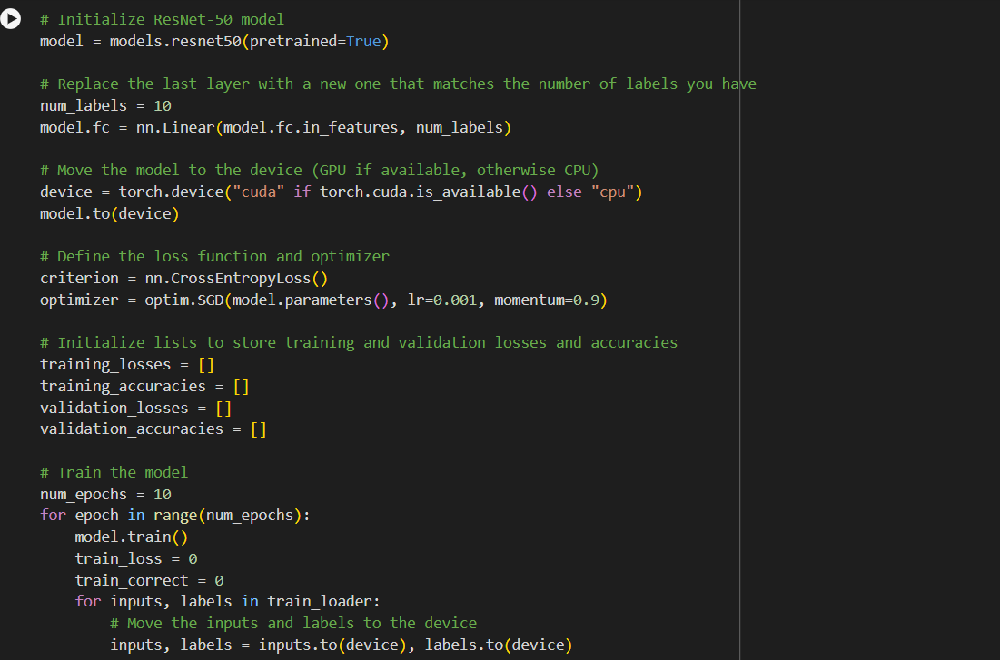 # Initialize ResNet-50 model
model = models.resnet50(pretrained=True)
# Replace the last layer with a new one that matches the number of labels you have
num_labels = 10
model.fc = nn.Linear(model.fc.in_features, num_labels)
# Move the model to the device (GPU if available, otherwise CPU)
device = torch.device("cuda" if torch.cuda.is_available() else "cpu")
model.to(device)
# Define the loss function and optimizer
criterion = nn.CrossEntropyLoss()
optimizer = optim.SGD(model.parameters(), lr=0.001, momentum=0.9)
# Initialize lists to store training and validation losses and accuracies
training_losses = []
training_accuracies = []
validation_losses = []
validation_accuracies = []
# Train the model
num_epochs = 10
for epoch in range(num_epochs):
    model.train()
    train_loss = 0
    train_correct = 0
    for inputs, labels in train_loader:
        # Move the inputs and labels to the device
        inputs, labels = inputs.to(device), labels.to(device)